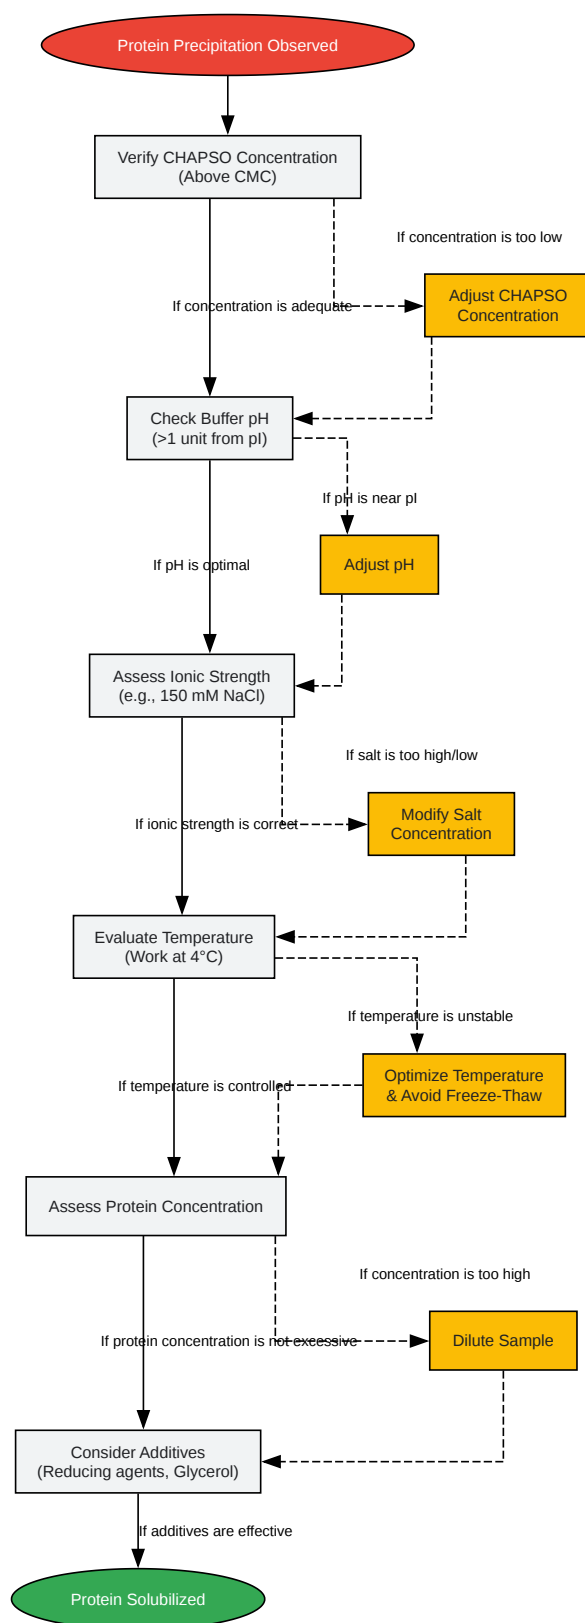 Protein Precipitation Observed
Verify CHAPSO Concentration
(Above CMC)
If concentration is too low
If concentration is adequate
Adjust CHAPSO
Concentration
Check Buffer pH
(>1 unit from pI)
If pH is near pI
If pH is optimal
Adjust pH
Assess Ionic Strength
(e.g., 150 mM NaCl)
If salt is too high/low
If ionic strength is correct
Modify Salt
Concentration
Evaluate Temperature
(Work at 4°C)
If temperature is unstable
If temperature is controlled
Optimize Temperature
& Avoid Freeze-Thaw
Assess Protein Concentration
If concentration is too high
If protein concentration is not excessive
Dilute Sample
Consider Additives
(Reducing agents, Glycerol)
If additives are effective
Protein Solubilized